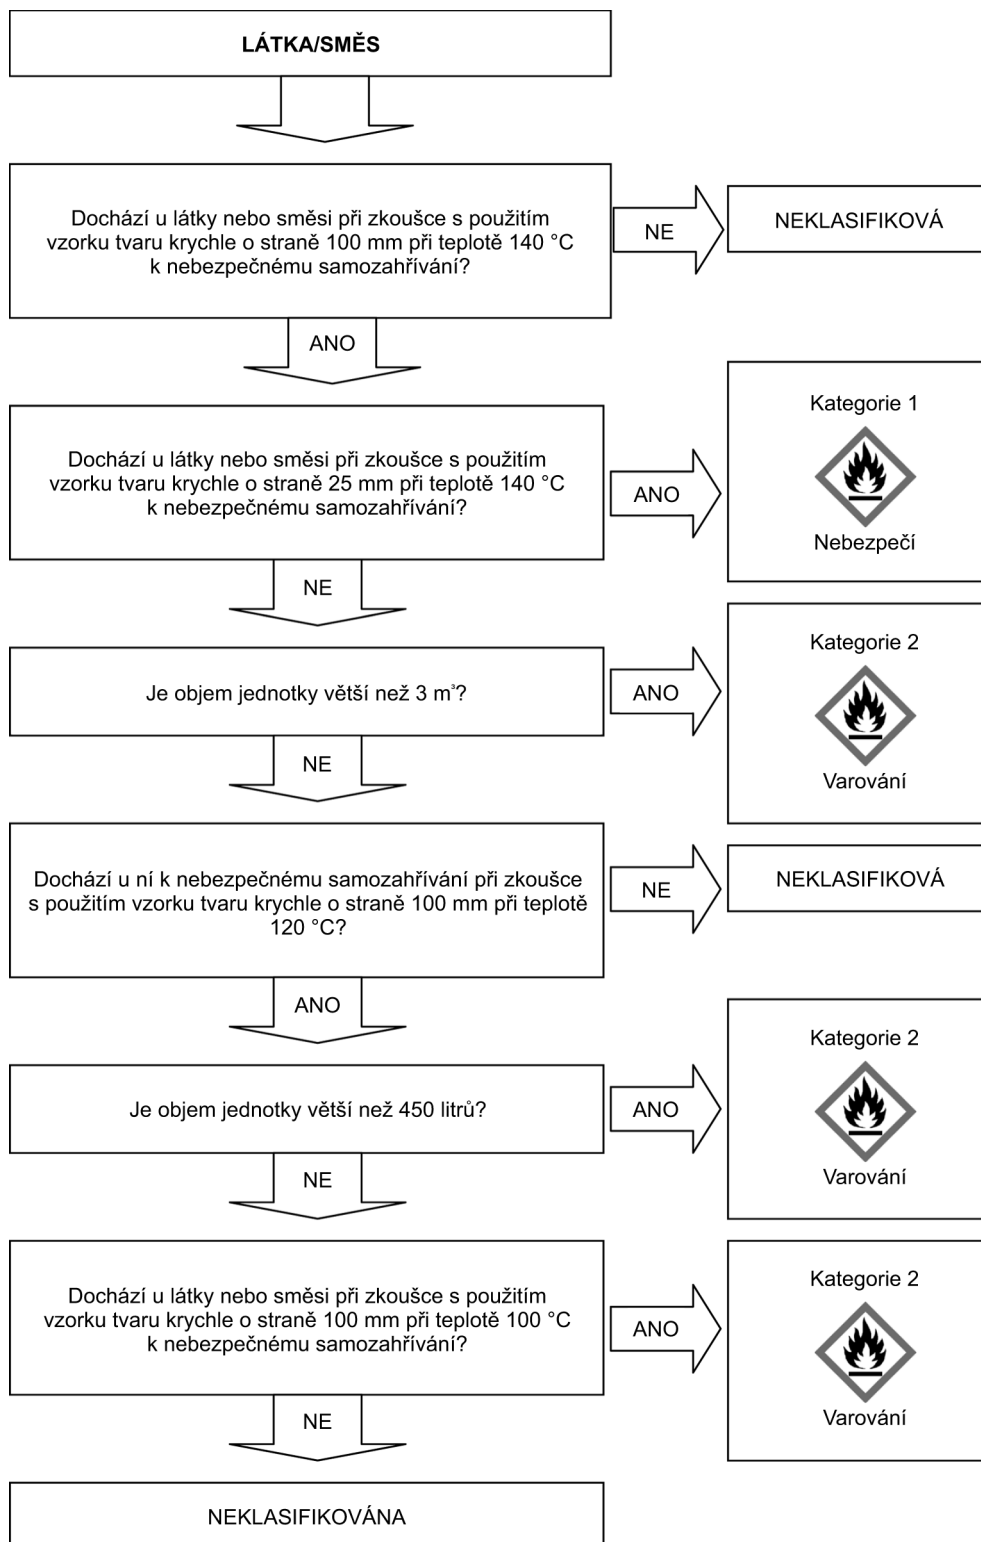 LÁTKA/SMĚS
Dochází u látky nebo směsi při zkoušce s použitím
vzorku tvaru krychle o straně 100 mm při teplotě 140 °C
k nebezpečnému samozahřívání?
NE
NEKLASIFIKOVÁ
ANO
Dochází u látky nebo směsi při zkoušce s použitím
vzorku tvaru krychle o straně 25 mm při teplotě 140 °C
k nebezpečnému samozahřívání?
ANO
Kategorie 1
Nebezpečí
NE
Je objem jednotky větší než 3 m³?
ANO
Kategorie 2
Varování
NE
Dochází u ní k nebezpečnému samozahřívání při zkoušce
s použitím vzorku tvaru krychle o straně 100 mm při teplotě
120 °C?
NE
NEKLASIFIKOVÁ
ANO
Je objem jednotky větší než 450 litrů?
ANO
Kategorie 2
Varování
NE
Dochází u látky nebo směsi při zkoušce s použitím
vzorku tvaru krychle o straně 100 mm při teplotě 100 °C
k nebezpečnému samozahřívání?
ANO
Kategorie 2
Varování
NE
NEKLASIFIKOVÁNA